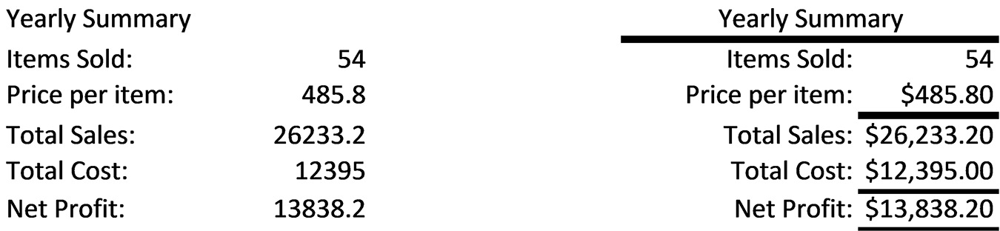 Yearly Summary
Items Sold: 54
Price per item: 485.8
Total Sales: 26233.2
Total Cost: 12395
Net Profit: 13838.2
Yearly Summary
Items Sold: 54
Price per item: $485.80
Total Sales: $26,233.20
Total Cost: $12,395.00
Net Profit: $13,838.20